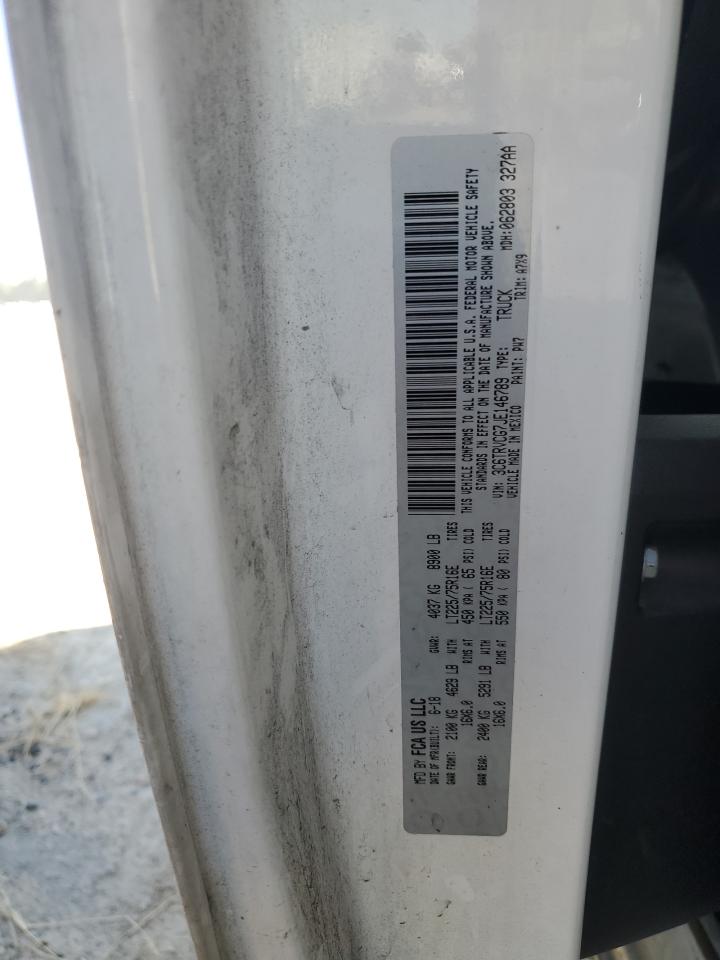 MFD BY FCA US LLC
DATE OF MFR(BUILT): 6-18 GVWR: 4037 KG 8900 LB
GAWR FRONT: 2100 KG 4629 LB WITH LT225/75R16E TIRES
16X6.0 RIMS AT 450 KPA ( 65 PSI) COLD
GAWR REAR: 2400 KG 5291 LB WITH LT225/75R16E TIRES
16X6.0 RIMS AT 550 KPA ( 80 PSI) COLD
THIS VEHICLE CONFORMS TO ALL APPLICABLE U.S.A. FEDERAL MOTOR VEHICLE SAFETY
STANDARDS IN EFFECT ON THE DATE OF MANUFACTURE SHOWN ABOVE.
VIN: 3C6TRVCG7JE146789 TYPE: TRUCK MDH:062803 327AA
VEHICLE MADE IN MEXICO PAINT: PW7 TRIM: A7X9